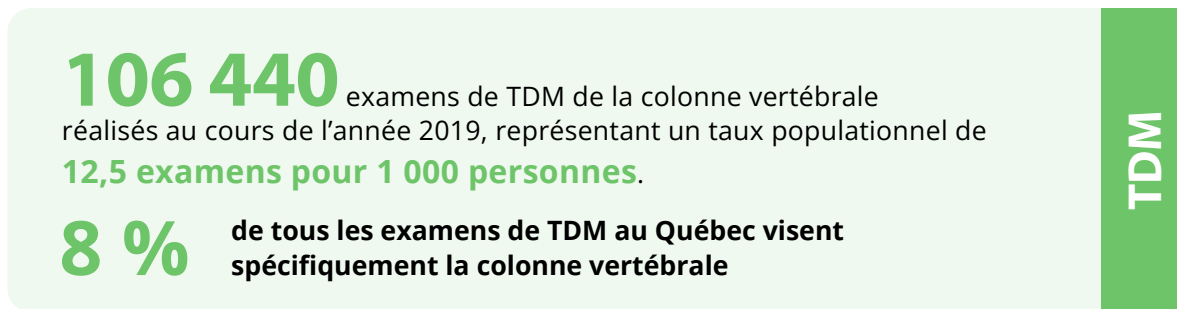 106 440 examens de TDM de la colonne vertébrale
réalisés au cours de l’année 2019, représentant un taux populationnel de
12,5 examens pour 1 000 personnes.
8 % de tous les examens de TDM au Québec visent
spécifiquement la colonne vertébrale
TDM